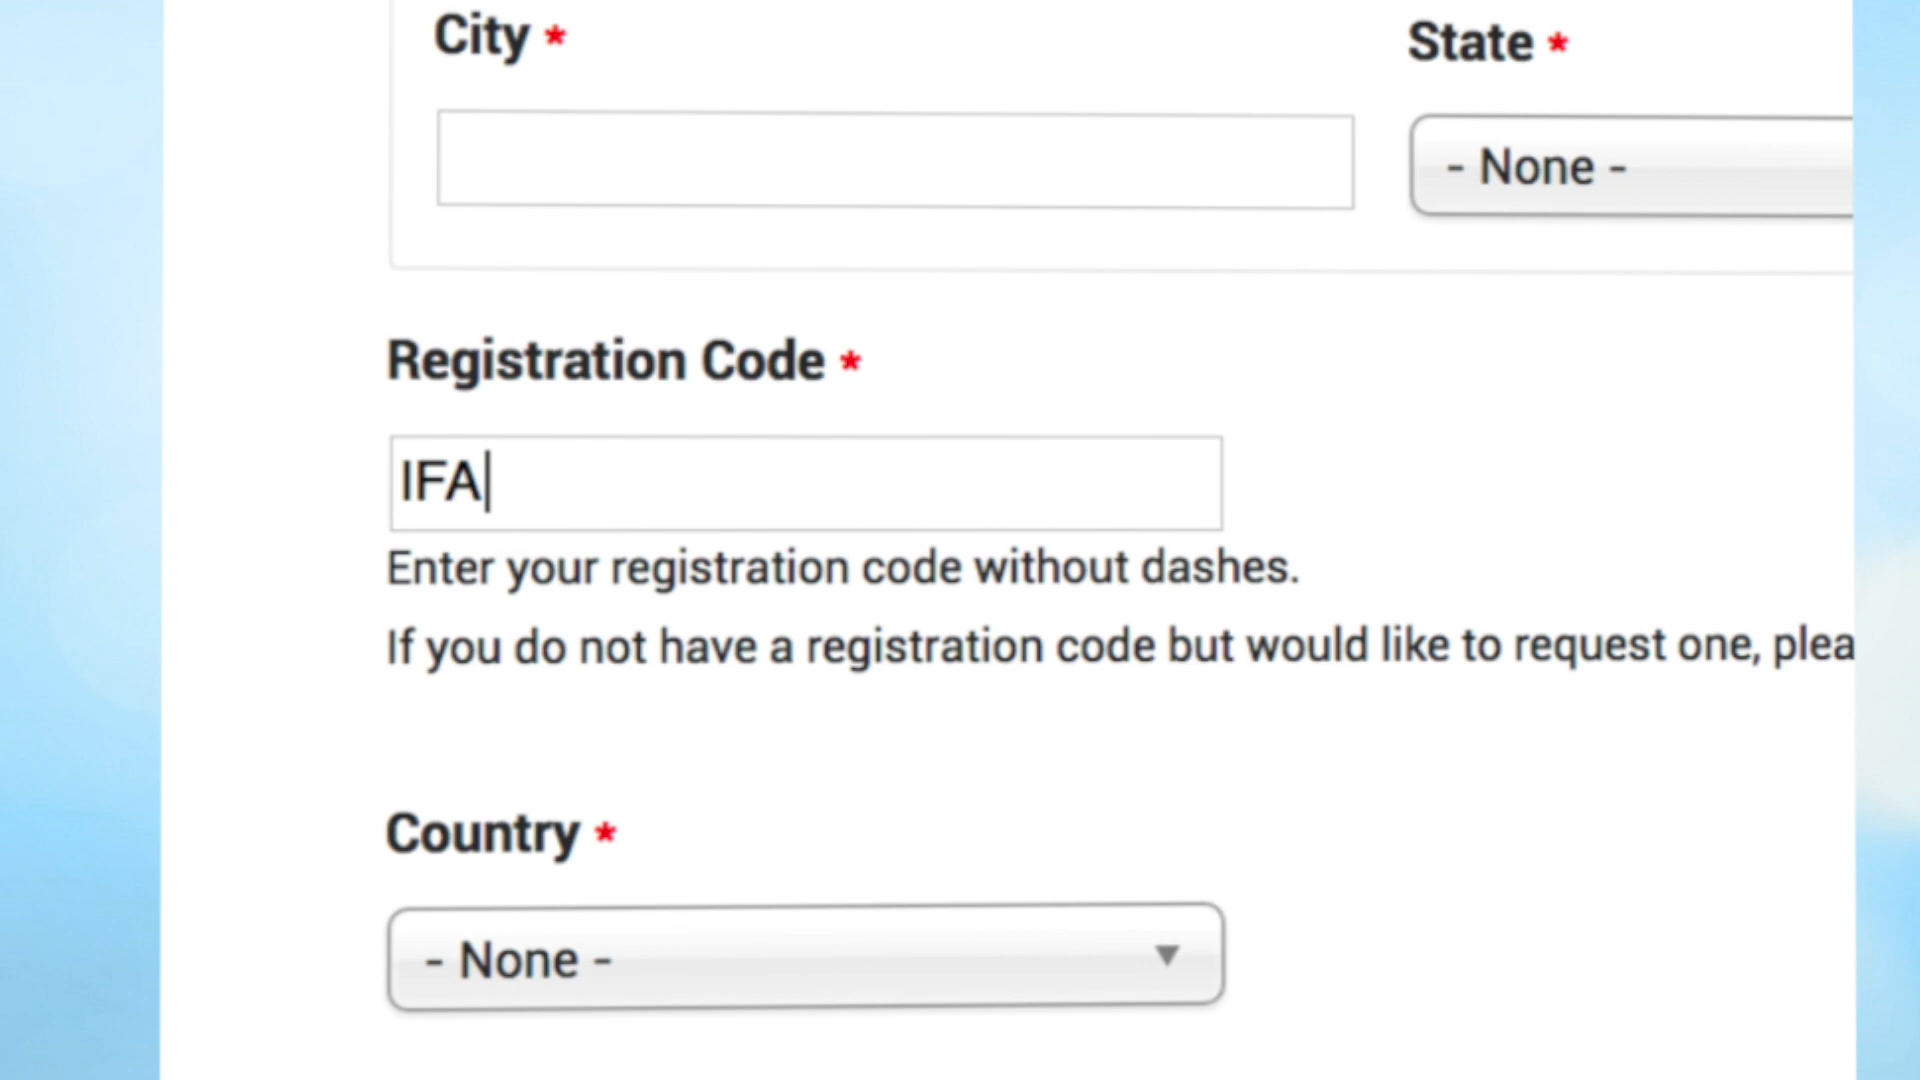 City *
State *
- None -
Registration Code *
IFA
Enter your registration code without dashes.
If you do not have a registration code but would like to request one, plea
Country *
- None -